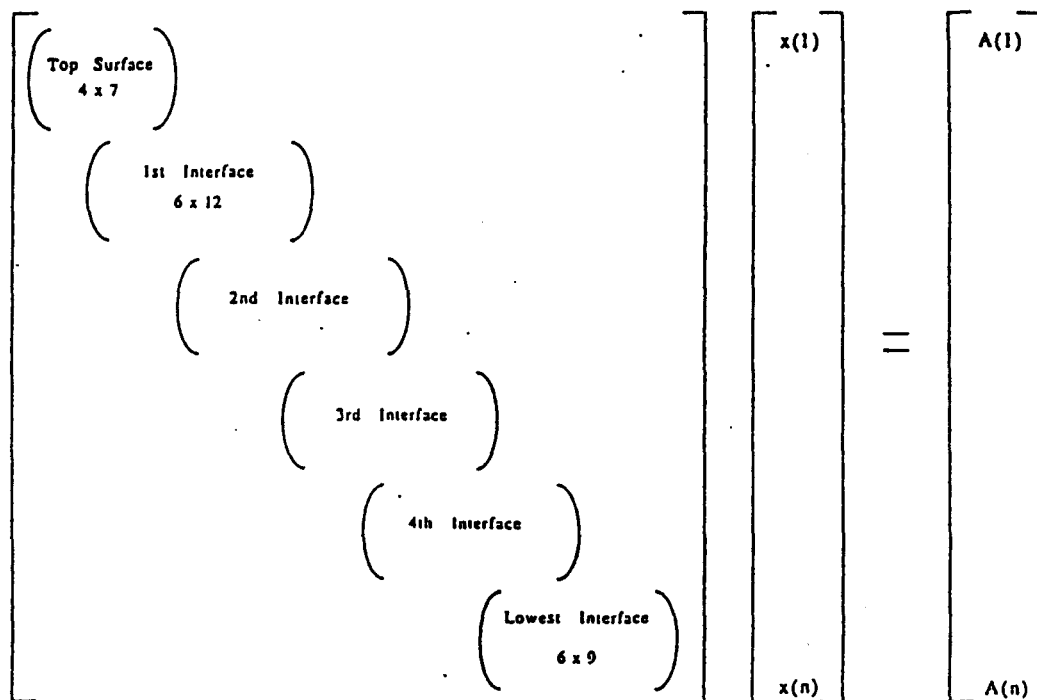 x(1)
A(1)
Top Surface
4 x 7
1st Interface
6 x 12
2nd Interface
=
3rd Interface
4th Interface
Lowest Interface
6 x 9
x(n)
A(n)